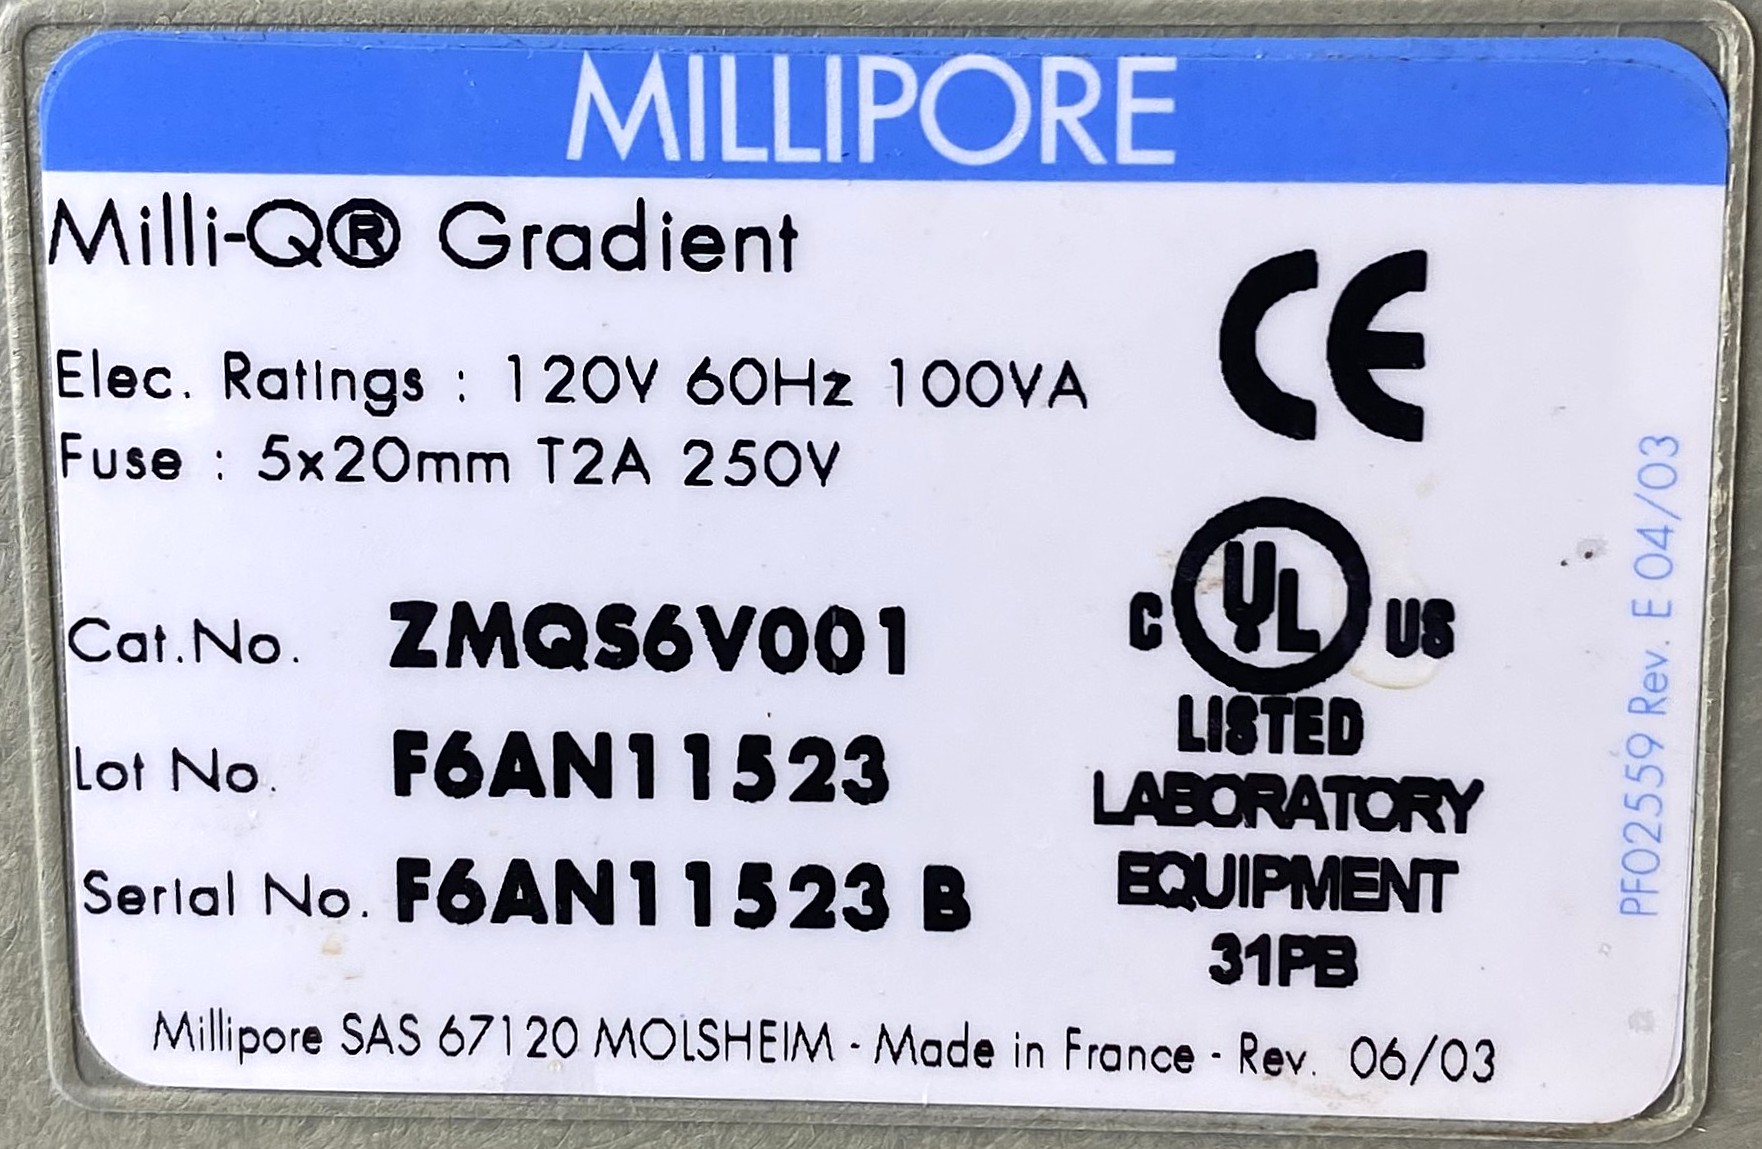 MILLIPORE
Milli-Q® Gradient
Elec. Ratings : 120V 60Hz 100VA
Fuse : 5x20mm T2A 250V
CE
Cat.No. ZMQS6V001
Lot No. F6AN11523
Serial No. F6AN11523 B
C UL US
LISTED
LABORATORY
EQUIPMENT
31PB
PF02559 Rev. E 04/03
Millipore SAS 67120 MOLSHEIM - Made in France - Rev. 06/03